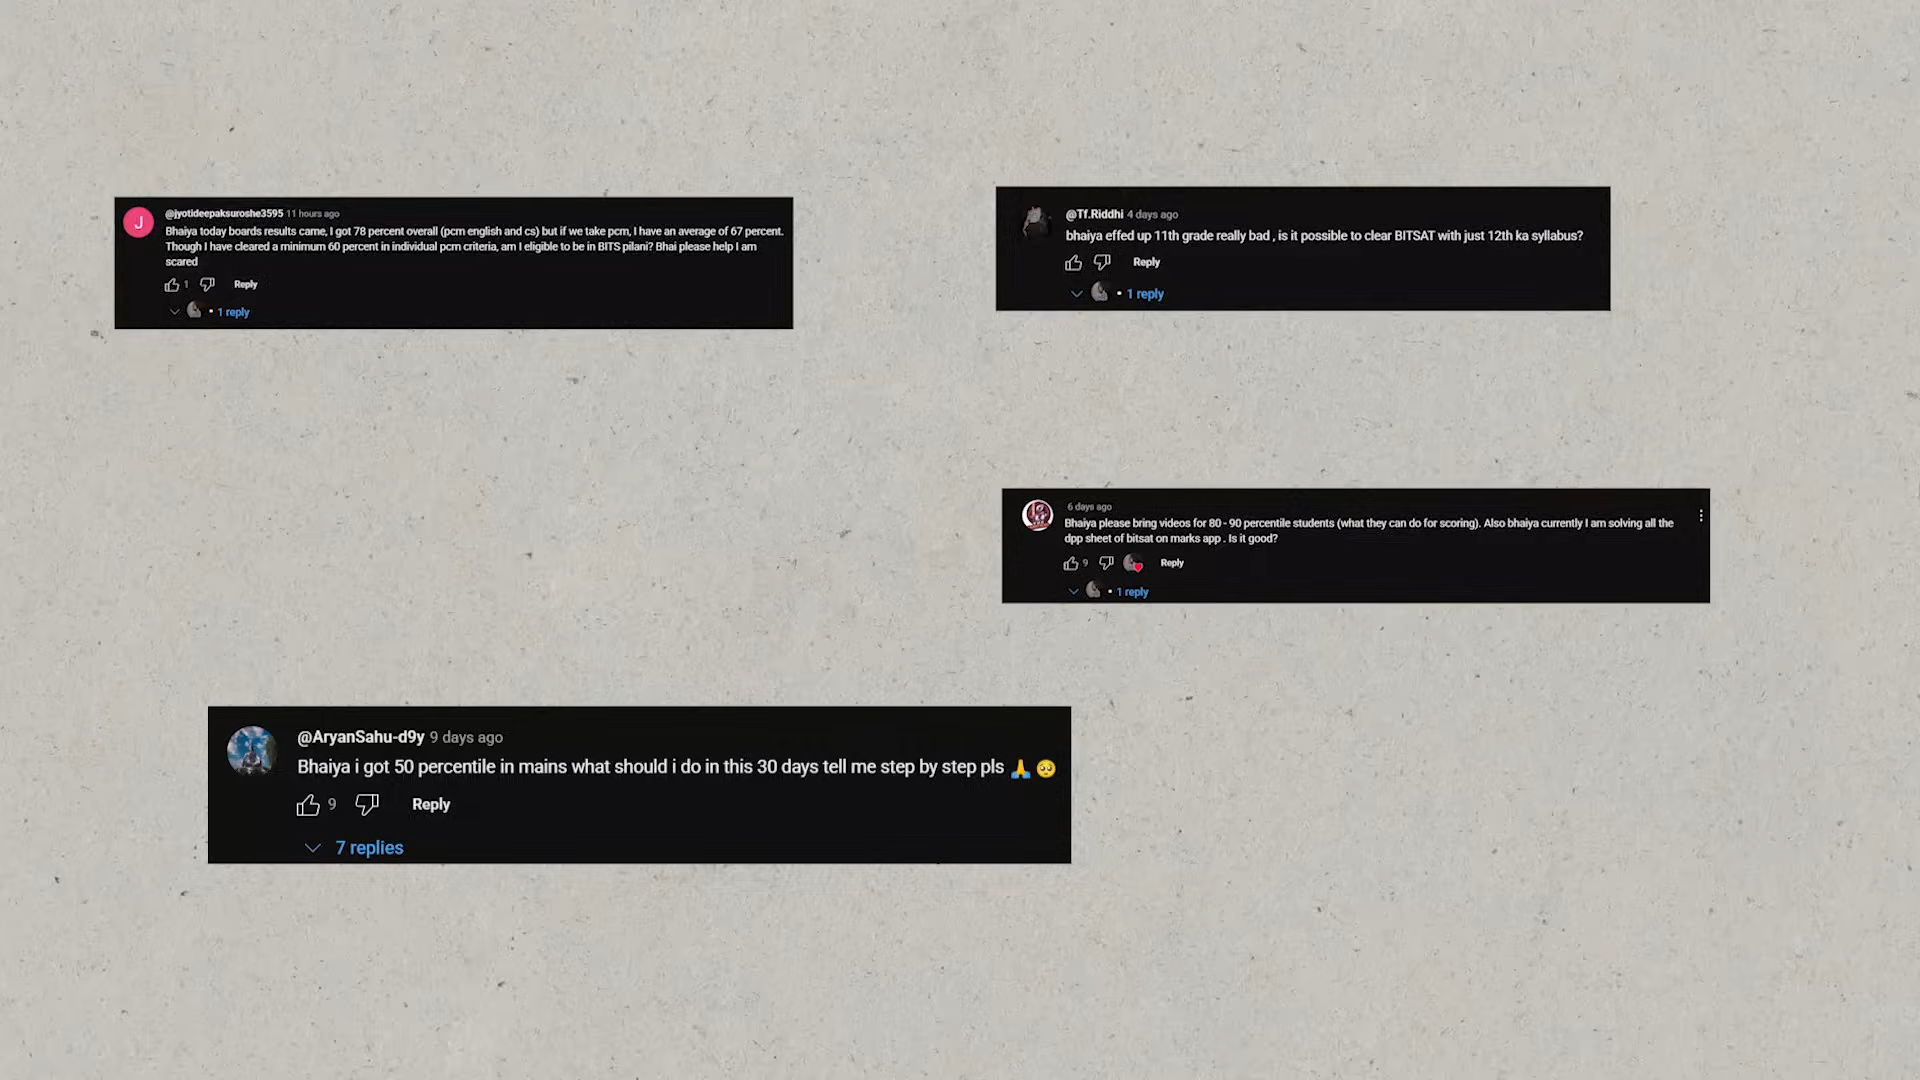 J
@jyotideepaksuroshe3595 11 hours ago
Bhaiya today boards results came, I got 78 percent overall (pcm english and cs) but if we take pcm, I have an average of 67 percent.
Though I have cleared a minimum 60 percent in individual pcm criteria, am I eligible to be in BITS pilani? Bhai please help I am
scared
1 Reply
• 1 reply
@Tf.Riddhi 4 days ago
bhaiya effed up 11th grade really bad , is it possible to clear BITSAT with just 12th ka syllabus?
Reply
• 1 reply
6 days ago
Bhaiya please bring videos for 80 - 90 percentile students (what they can do for scoring). Also bhaiya currently I am solving all the
dpp sheet of bitsat on marks app . Is it good?
9 Reply
• 1 reply
@AryanSahu-d9y 9 days ago
Bhaiya i got 50 percentile in mains what should i do in this 30 days tell me step by step pls 🙏 🥺
9 Reply
7 replies